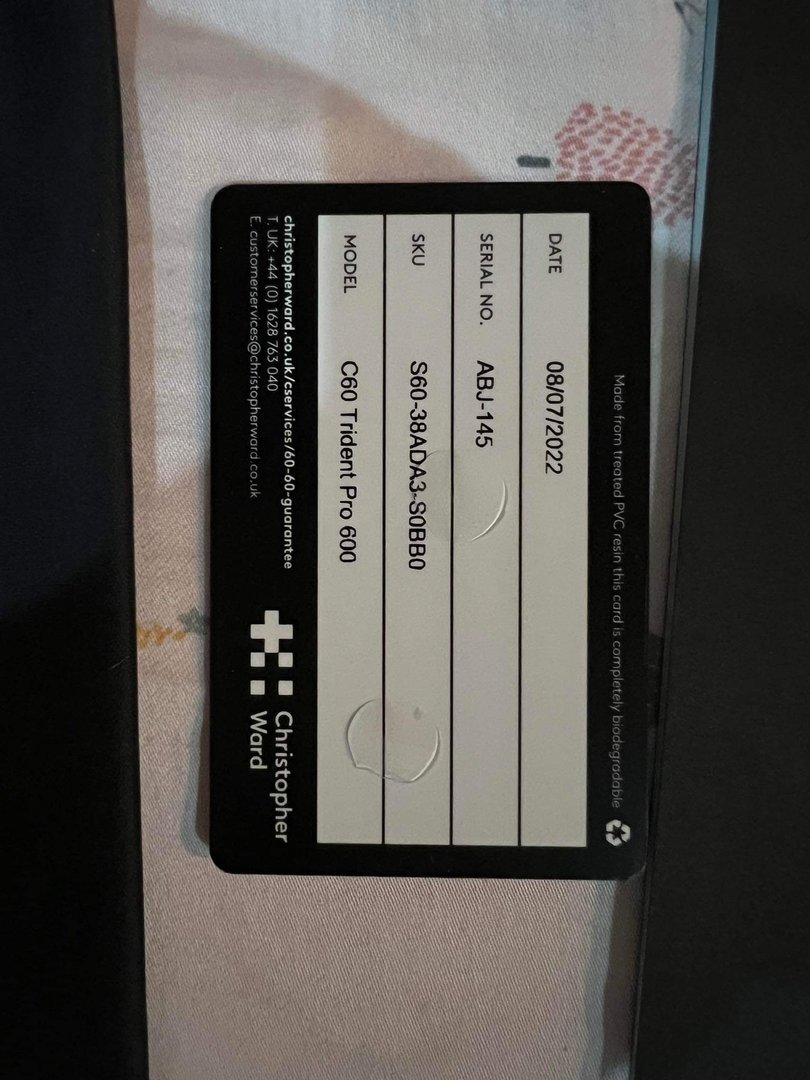 Made from treated PVC resin this card is completely biodegradable
DATE 08/07/2022
SERIAL NO. ABJ-145
SKU S60-38ADA3-S0BB0
MODEL C60 Trident Pro 600
christopherward.co.uk/cservices/60-60-guarantee
T. UK: +44 (0) 1628 763 040
E. customerservices@christopherward.co.uk
Christopher
Ward